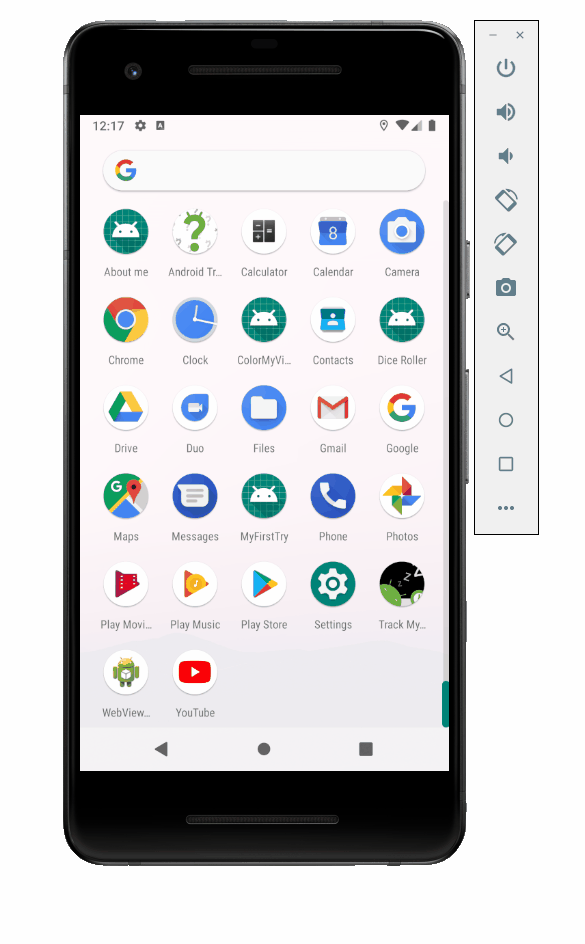 12:17 A
G
About me Android Tr... Calculator Calendar Camera
8
Chrome Clock ColorMyVi... Contacts Dice Roller
Drive Duo Files Gmail Google
G
G
Maps Messages MyFirstTry Phone Photos
Play Movi... Play Music Play Store Settings Track My...
z z Z
WebView... YouTube